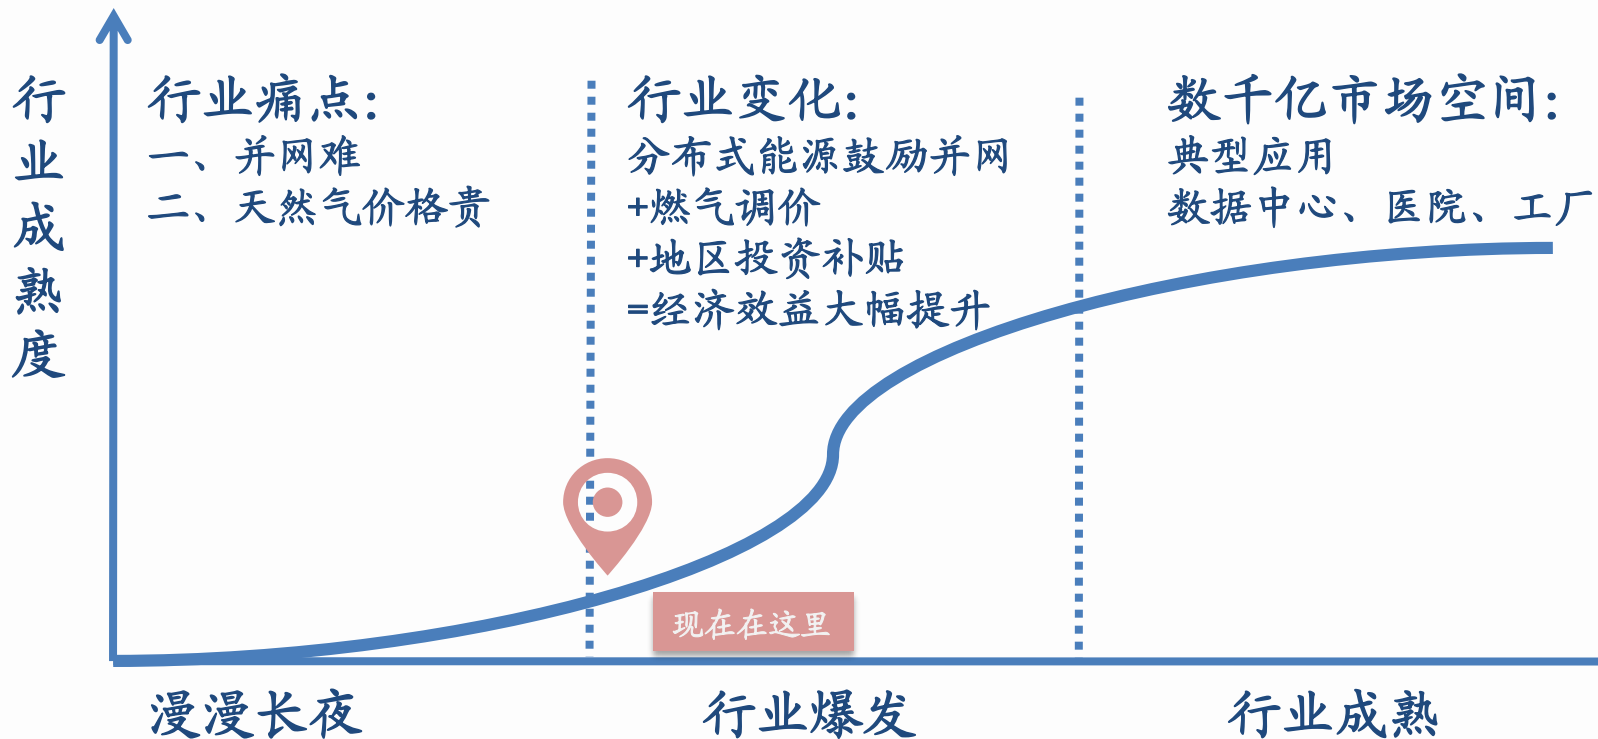 行业成熟度
行业痛点:
一、并网难
二、天然气价格贵
行业变化:
分布式能源鼓励并网
+燃气调价
+地区投资补贴
=经济效益大幅提升
数千亿市场空间:
典型应用
数据中心、医院、工厂
现在在这里
漫漫长夜
行业爆发
行业成熟